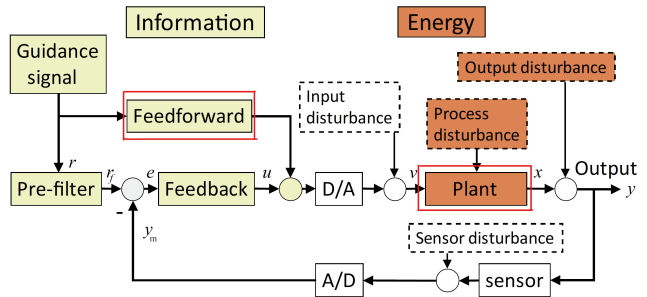 Information
Energy
Guidance
signal
Output disturbance
Input
disturbance
Feedforward
Process
disturbance
r
r_f
e
u
v
x
Output
Pre-filter
Feedback
D/A
Plant
y
-
y_m
Sensor disturbance
A/D
sensor